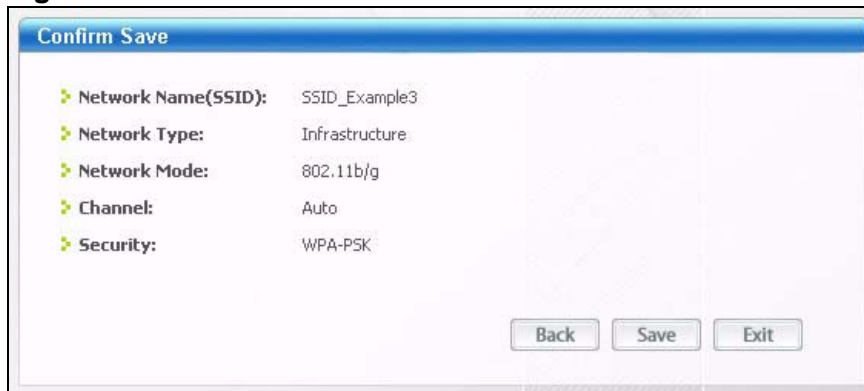 Confirm Save
Network Name(SSID): SSID_Example3
Network Type: Infrastructure
Network Mode: 802.11b/g
Channel: Auto
Security: WPA-PSK
Back Save Exit